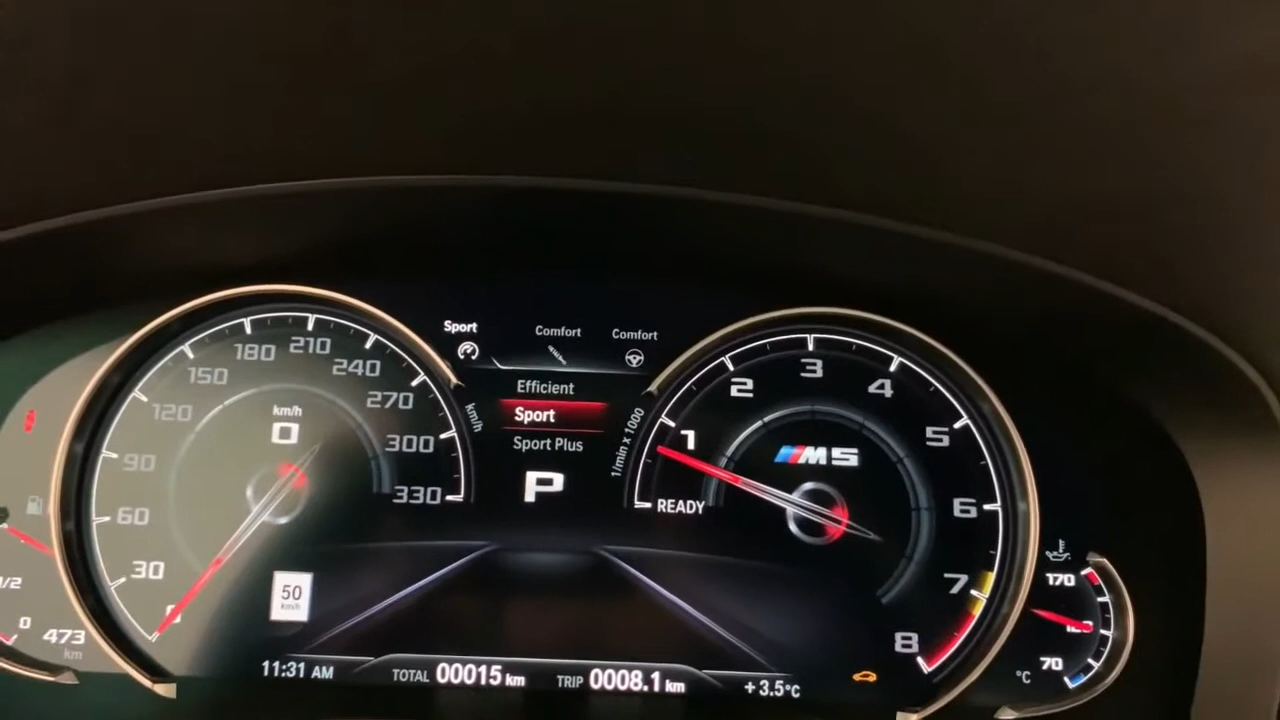 Sport
Comfort
Comfort
180
210
240
150
270
120
300
90
330
60
30
0
km/h
0
km/h
50
km/h
Efficient
Sport
Sport Plus
P
1/min x 1000
1
2
3
4
5
6
7
8
M5
READY
1/2
0
473
km
170
120
70
°C
11:31 AM
TOTAL 00015 km
TRIP 0008.1 km
+3.5°C